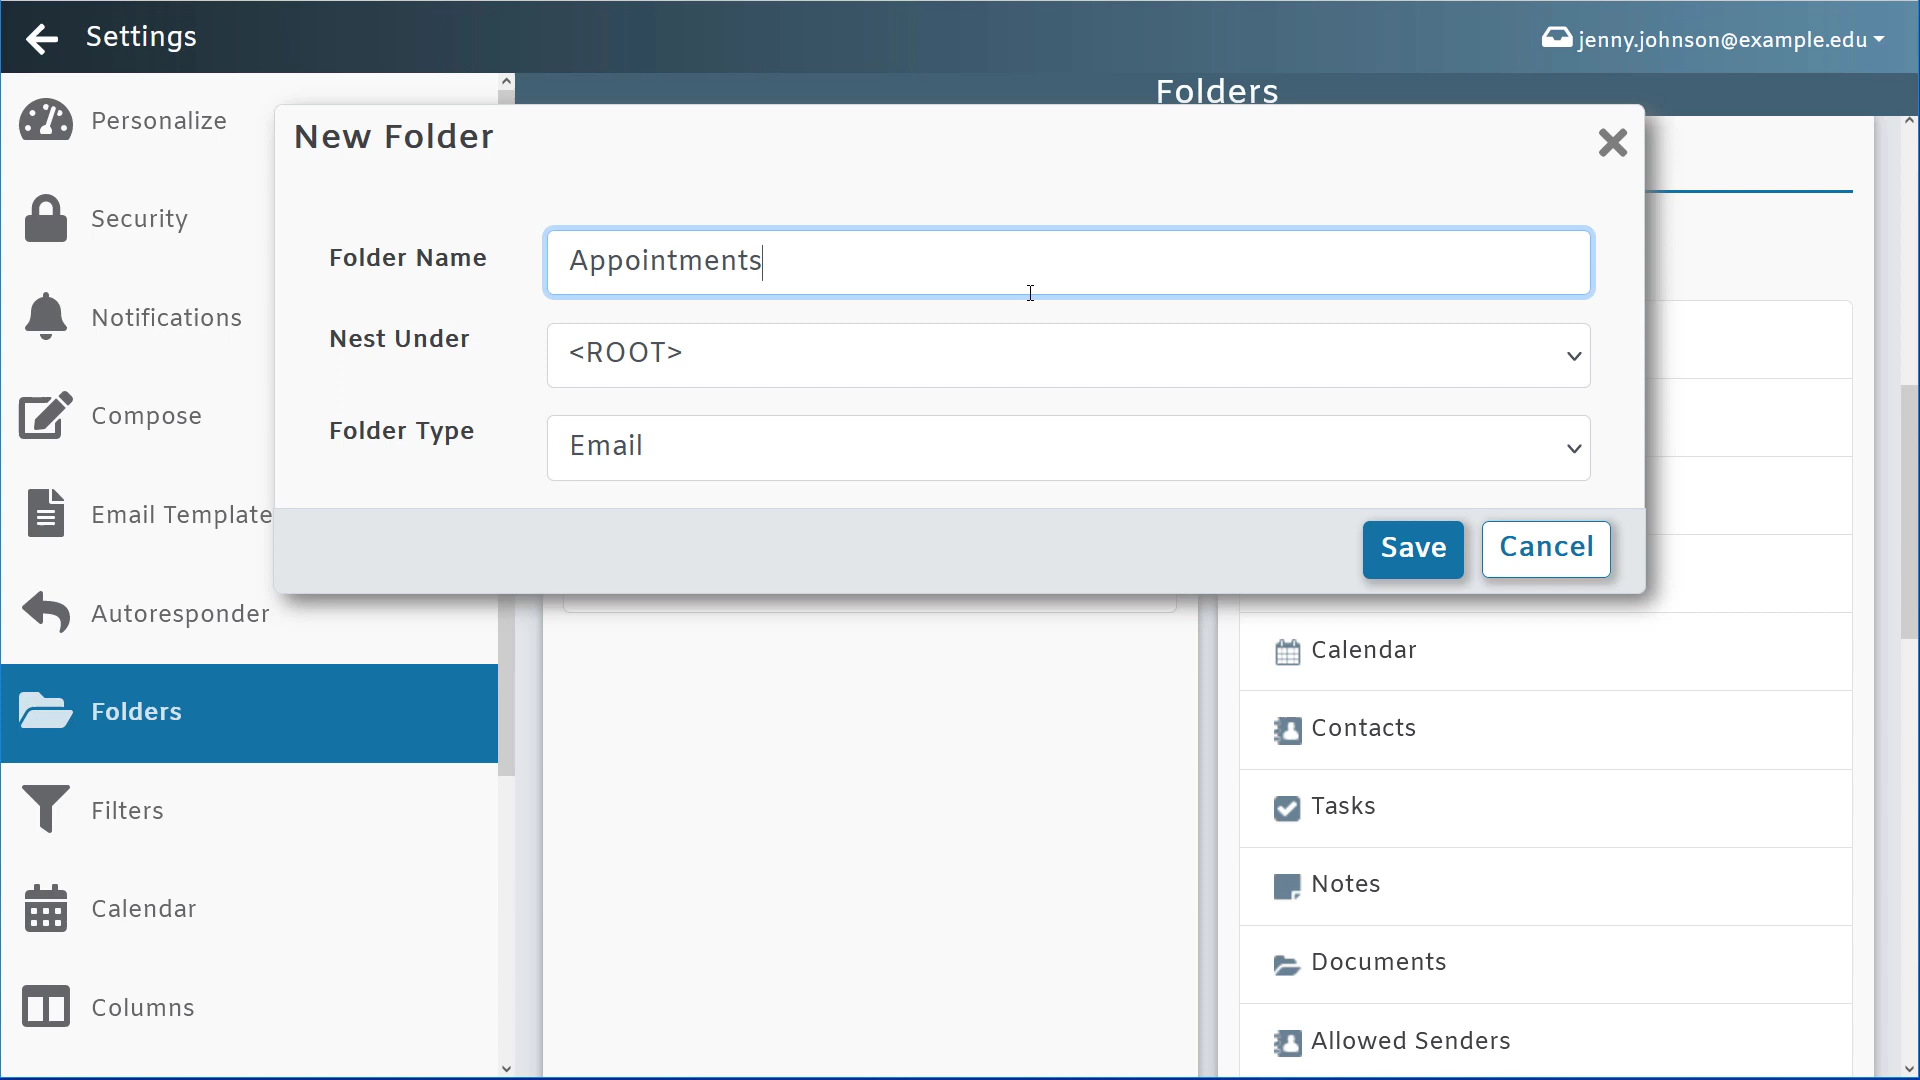 Settings
jenny.johnson@example.edu
Folders
Personalize
Security
Notifications
Compose
Email Template
Autoresponder
Folders
Filters
Calendar
Columns
New Folder
Folder Name
Appointments
Nest Under
<ROOT>
Folder Type
Email
Save
Cancel
Calendar
Contacts
Tasks
Notes
Documents
Allowed Senders